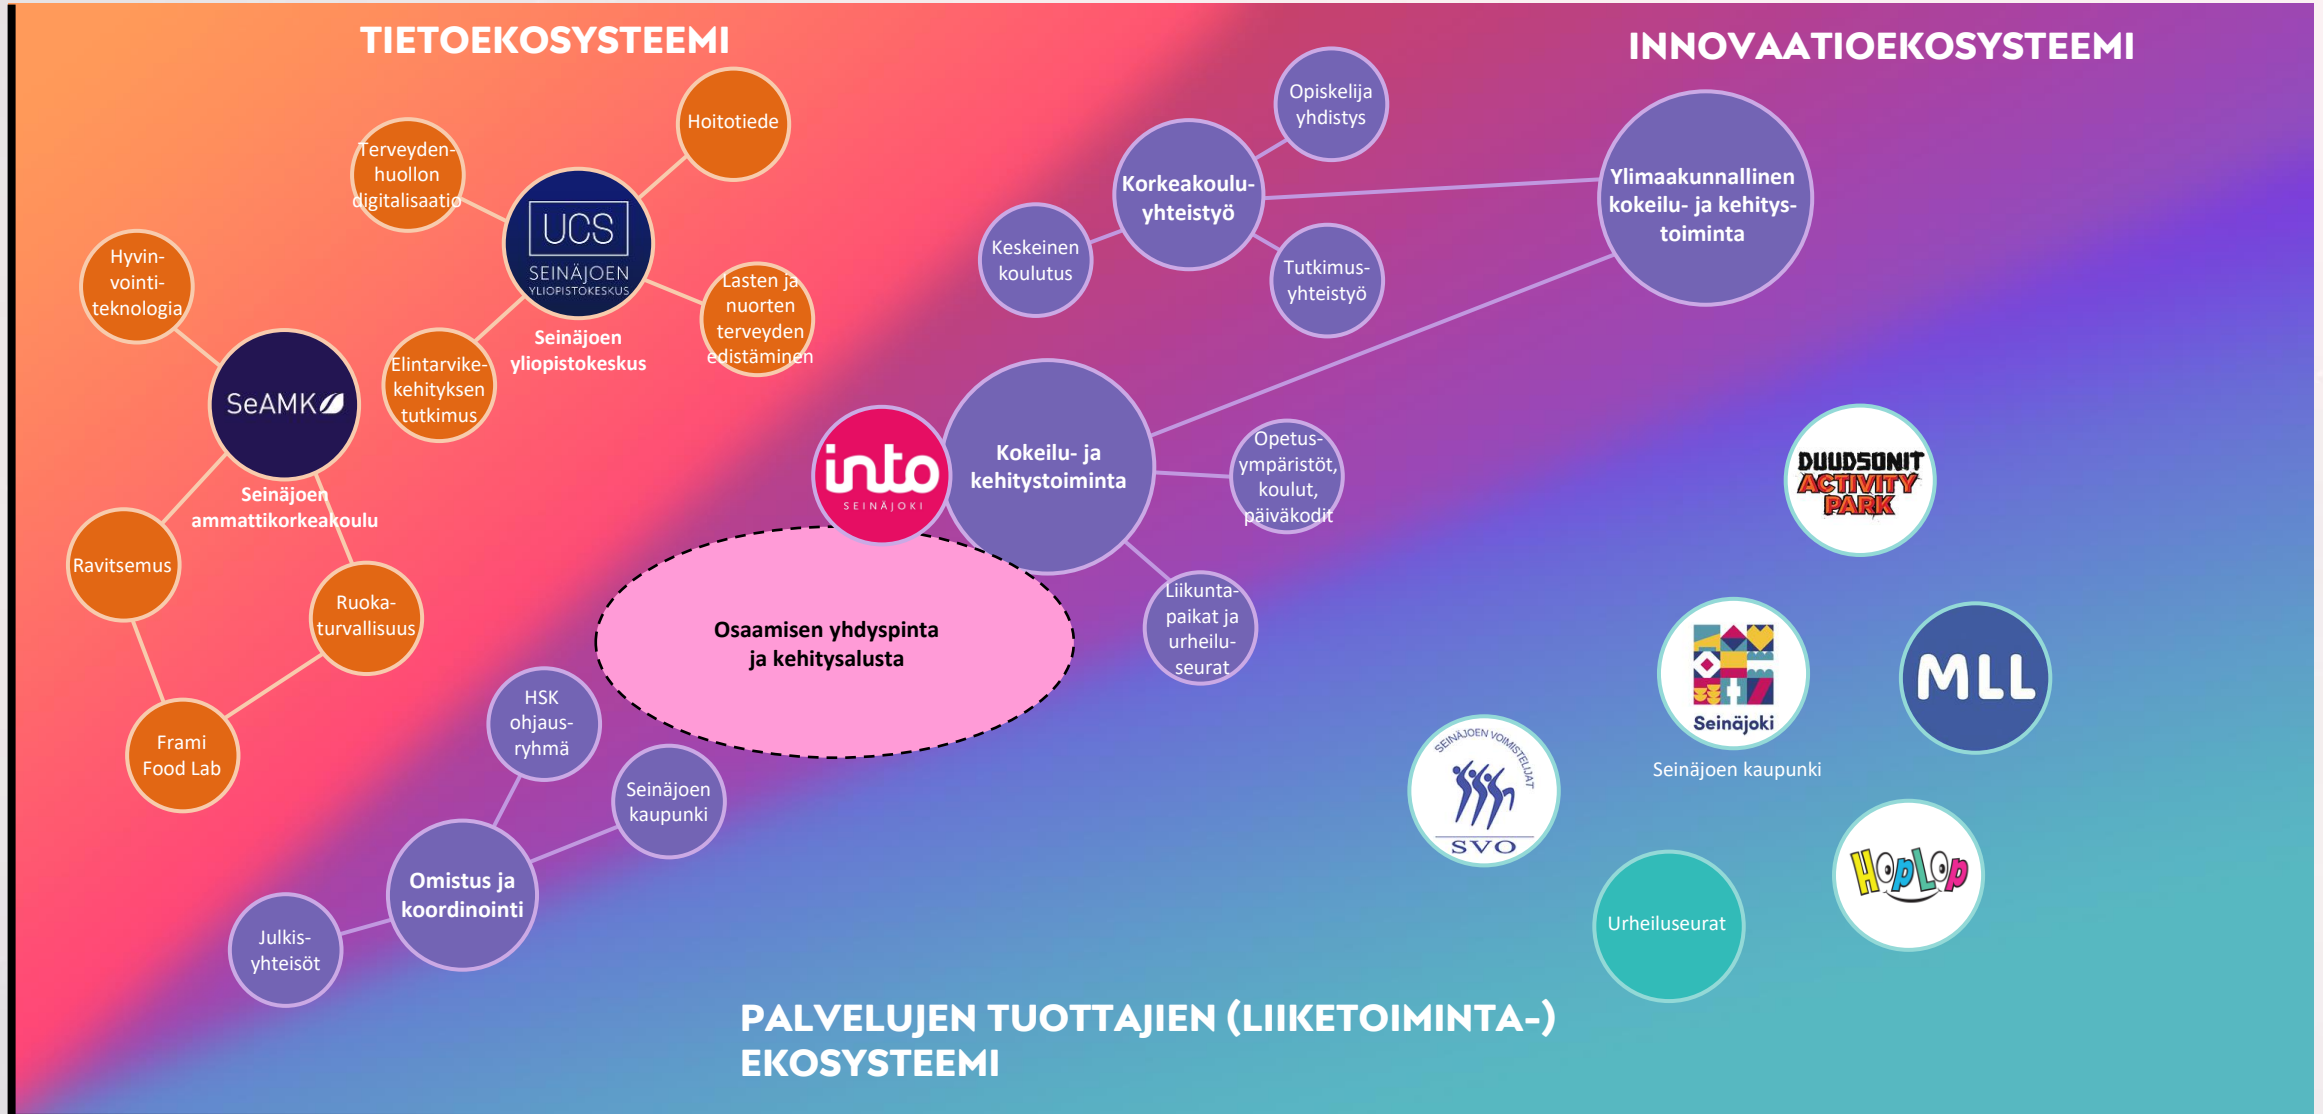 TIETOEKOSYSTEEMI
INNOVAATIOEKOSYSTEEMI
Hoitotiede
Terveyden-
huollon
digitalisaatio
UCS
SEINÄJOEN
YLIOPISTOKESKUS
Seinäjoen
yliopistokeskus
Lasten ja
nuorten
terveyden
edistäminen
Elintarvike-
kehityksen
tutkimus
Hyvin-
vointi-
teknologia
SeAMK
Seinäjoen
ammattikorkeakoulu
Ravitsemus
Ruoka-
turvallisuus
Frami
Food Lab
Opiskelija
yhdistys
Korkeakoulu-
yhteistyö
Keskeinen
koulutus
Tutkimus-
yhteistyö
Ylimaakunnallinen
kokeilu- ja kehitys-
toiminta
into
SEINÄJOKI
Kokeilu- ja
kehitystoiminta
Opetus-
ympäristöt,
koulut,
päiväkodit
Liikunta-
paikat ja
urheilu-
seurat
Osaamisen yhdyspinta
ja kehitysalusta
HSK
ohjaus-
ryhmä
Seinäjoen
kaupunki
Omistus ja
koordinointi
Julkis-
yhteisöt
DUUDSONIT
ACTIVITY
PARK
Seinäjoki
Seinäjoen kaupunki
MLL
SEINÄJOEN VOIMISTELIJAT
SVO
HopLop
Urheiluseurat
PALVELUJEN TUOTTAJIEN (LIIKETOIMINTA-)
EKOSYSTEEMI